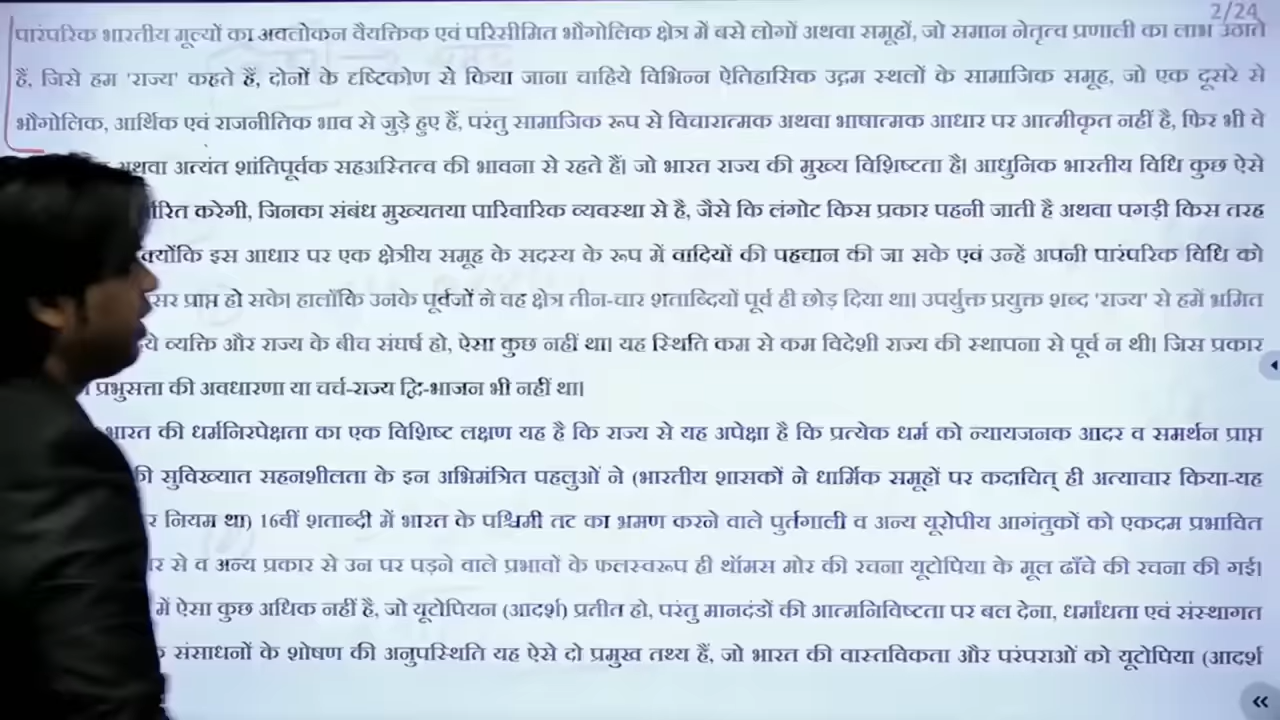 2/24
पारंपरिक भारतीय मूल्यों का अवलोकन वैयक्तिक एवं परिसीमित भौगोलिक क्षेत्र में बसे लोगों अथवा समूहों, जो समान नेतृत्व प्रणाली का लाभ उठाते
हैं, जिसे हम 'राज्य' कहते हैं, दोनों के दृष्टिकोण से किया जाना चाहिये विभिन्न ऐतिहासिक उद्गम स्थलों के सामाजिक समूह, जो एक दूसरे से
भौगोलिक, आर्थिक एवं राजनीतिक भाव से जुड़े हुए हैं, परंतु सामाजिक रूप से विचारात्मक अथवा भाषात्मक आधार पर आत्मीकृत नहीं है, फिर भी वे
अथवा अत्यंत शांतिपूर्वक सहअस्तित्व की भावना से रहते हैं। जो भारत राज्य की मुख्य विशिष्टता है। आधुनिक भारतीय विधि कुछ ऐसे
करेगी, जिनका संबंध मुख्यतया पारिवारिक व्यवस्था से है, जैसे कि लंगोट किस प्रकार पहनी जाती है अथवा पगड़ी किस तरह
क्योंकि इस आधार पर एक क्षेत्रीय समूह के सदस्य के रूप में वादियों की पहचान की जा सके एवं उन्हें अपनी पारंपरिक विधि को
प्राप्त हो सके। हालाँकि उनके पूर्वजों ने वह क्षेत्र तीन-चार शताब्दियों पूर्व ही छोड़ दिया था। उपर्युक्त प्रयुक्त शब्द 'राज्य' से हमें भ्रमित
व्यक्ति और राज्य के बीच संघर्ष हो, ऐसा कुछ नहीं था। यह स्थिति कम से कम विदेशी राज्य की स्थापना से पूर्व न थी। जिस प्रकार
प्रभुसत्ता की अवधारणा या चर्च-राज्य द्वि-भाजन भी नहीं था।
भारत की धर्मनिरपेक्षता का एक विशिष्ट लक्षण यह है कि राज्य से यह अपेक्षा है कि प्रत्येक धर्म को न्यायजनक आदर व समर्थन प्राप्त
सुविख्यात सहनशीलता के इन अभिमंत्रित पहलुओं ने (भारतीय शासकों ने धार्मिक समूहों पर कदाचित् ही अत्याचार किया-यह
नियम था) 16वीं शताब्दी में भारत के पश्चिमी तट का भ्रमण करने वाले पुर्तगाली व अन्य यूरोपीय आगंतुकों को एकदम प्रभावित
से व अन्य प्रकार से उन पर पड़ने वाले प्रभावों के फलस्वरूप ही थॉमस मोर की रचना यूटोपिया के मूल ढाँचे की रचना की गई।
में ऐसा कुछ अधिक नहीं है, जो यूटोपियन (आदर्श) प्रतीत हो, परंतु मानदंडों की आत्मनिविष्टता पर बल देना, धर्मांधता एवं संस्थागत
संसाधनों के शोषण की अनुपस्थिति यह ऐसे दो प्रमुख तथ्य हैं, जो भारत की वास्तविकता और परंपराओं को यूटोपिया (आदर्श